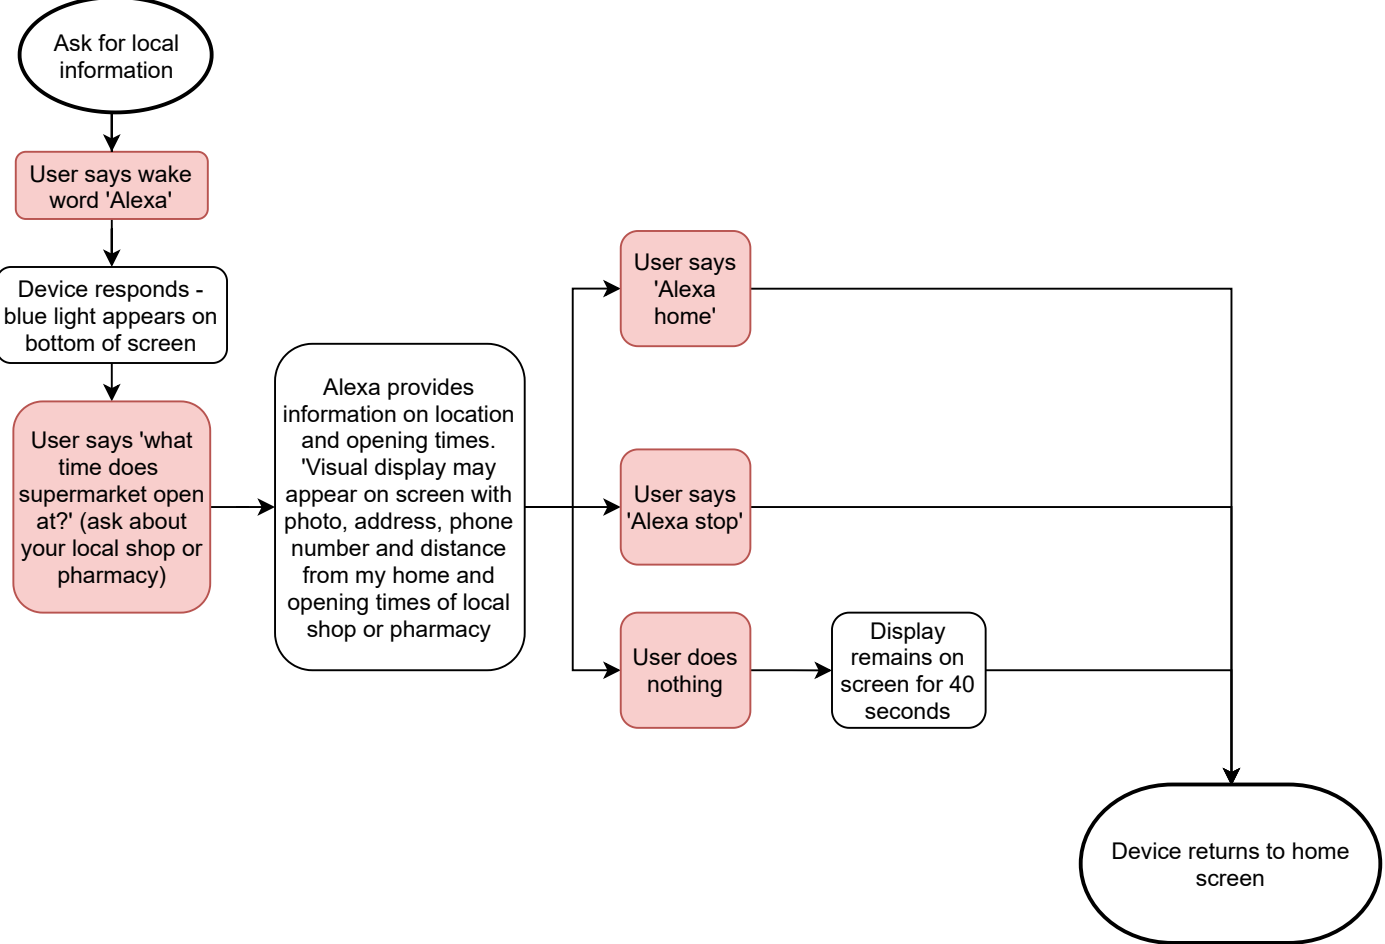 Ask for local
information
User says wake
word 'Alexa'
Device responds -
blue light appears on
bottom of screen
User says 'what
time does
supermarket open
at?' (ask about
your local shop or
pharmacy)
Alexa provides
information on location
and opening times.
'Visual display may
appear on screen with
photo, address, phone
number and distance
from my home and
opening times of local
shop or pharmacy
User says
'Alexa
home'
User says
'Alexa stop'
User does
nothing
Display
remains on
screen for 40
seconds
Device returns to home
screen